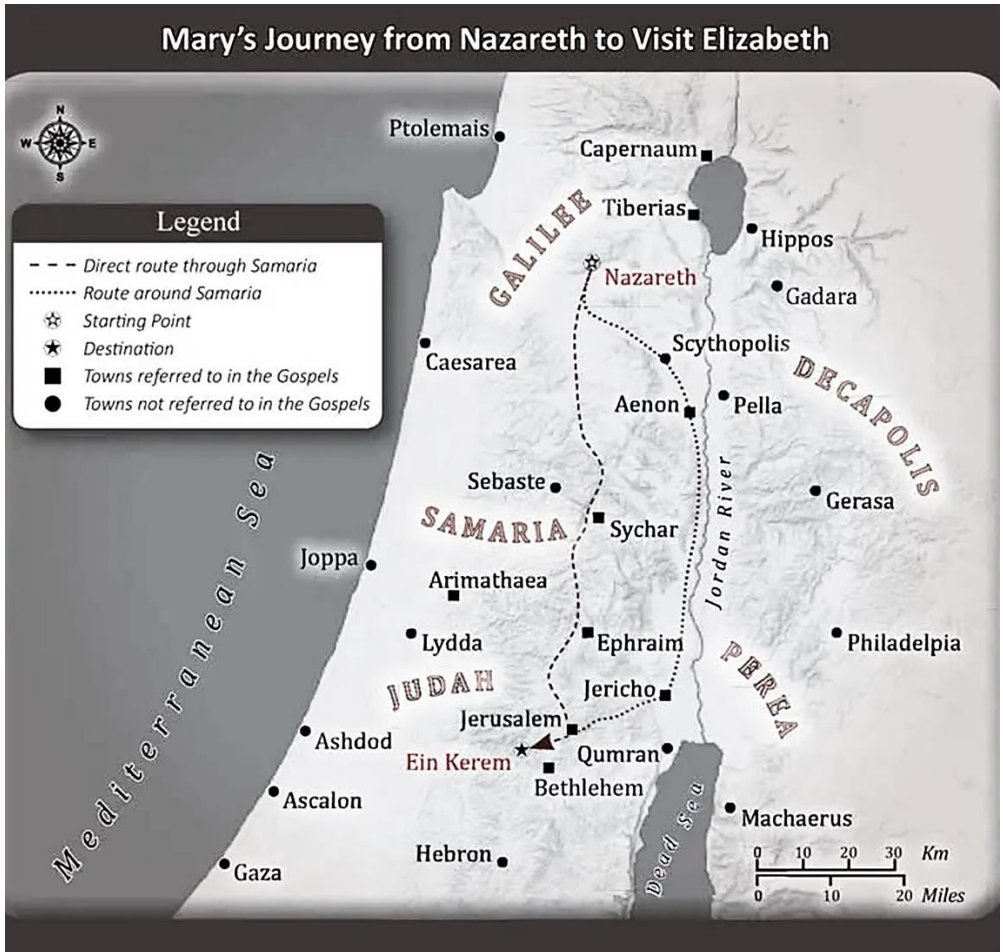 Mary's Journey from Nazareth to Visit Elizabeth
N
W E
S
Legend
Direct route through Samaria
Route around Samaria
Starting Point
Destination
Towns referred to in the Gospels
Towns not referred to in the Gospels
Ptolemais
Capernaum
Tiberias
GALILEE
Hippos
Nazareth
Gadara
Scythopolis
Caesarea
DECAPOLIS
Aenon
Pella
Sebaste
Gerasa
SAMARIA
Sychar
Jordan River
Mediterranean Sea
Joppa
Arimathaea
Lydda
Ephraim
Philadelpia
PEREA
JUDAH
Jericho
Jerusalem
Ashdod
Ein Kerem
Qumran
Bethlehem
Ascalon
Machaerus
Dead Sea
Hebron
Gaza
0 10 20 30 Km
0 10 20 Miles